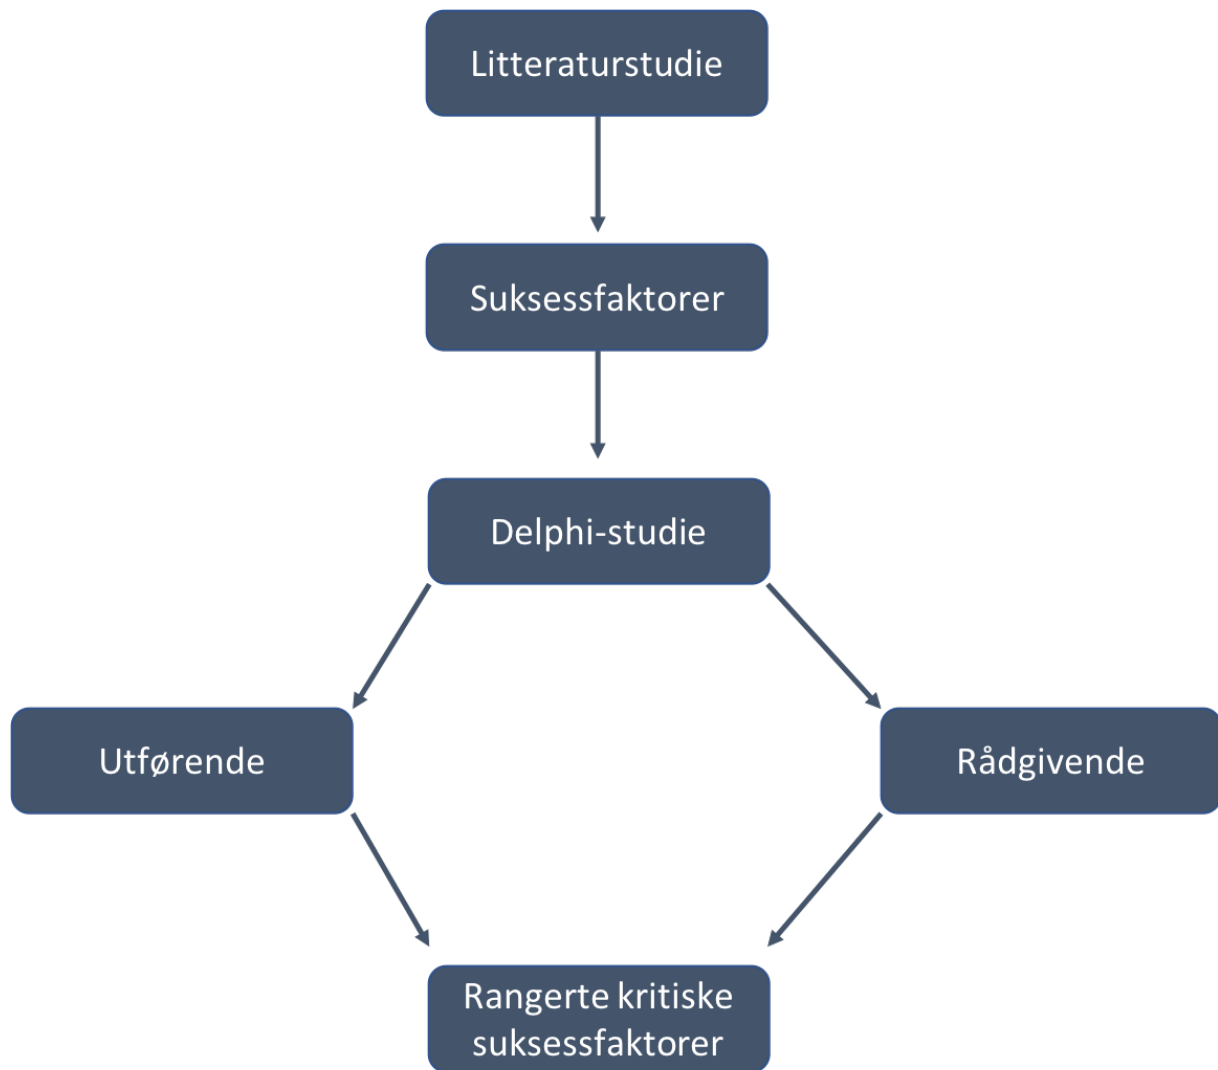 Litteraturstudie
Suksessfaktorer
Delphi-studie
Utførende
Rådgivende
Rangerte kritiske
suksessfaktorer